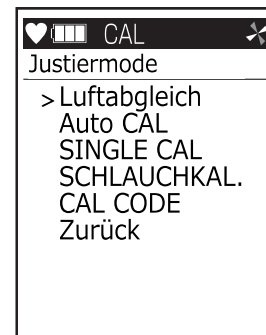 CAL
Justiermode
> Luftabgleich
Auto CAL
SINGLE CAL
SCHLAUCHKAL.
CAL CODE
Zurück